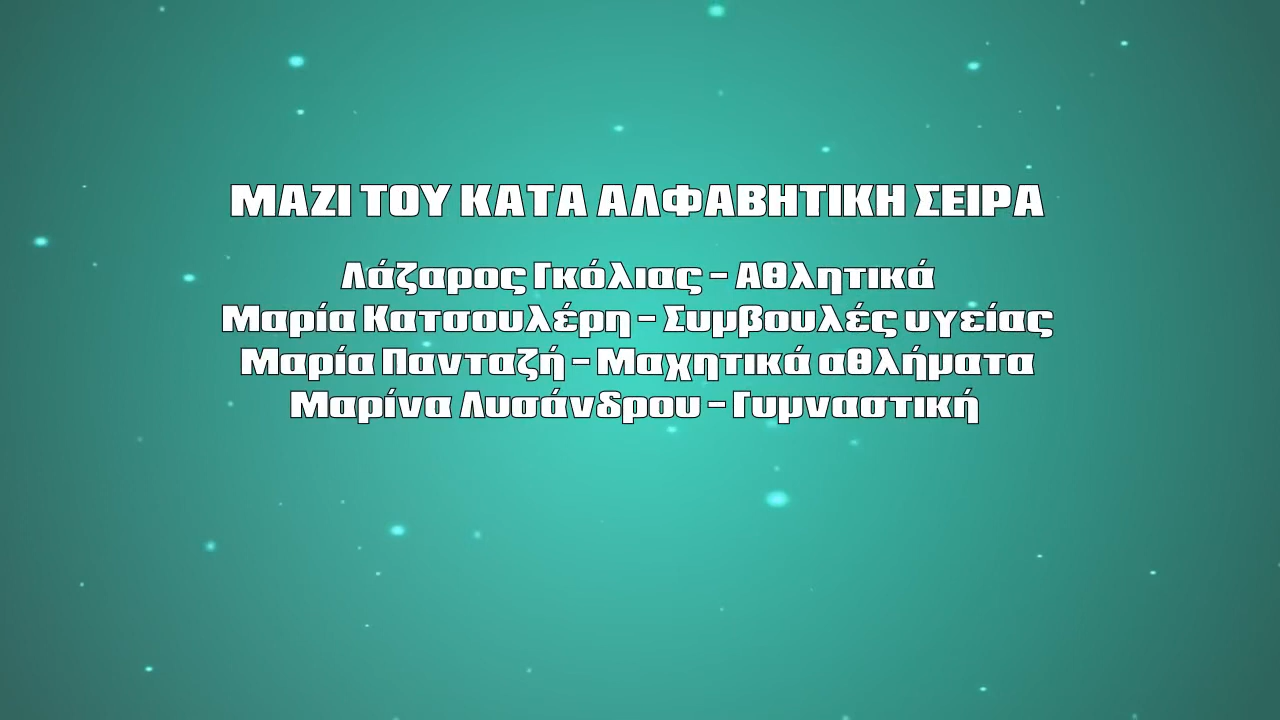 ΜΑΖΙ ΤΟΥ ΚΑΤΑ ΑΛΦΑΒΗΤΙΚΗ ΣΕΙΡΑ
Λάζαρος Γκόλιας - Αθλητικά
Μαρία Κατσουλέρη - Συμβουλές υγείας
Μαρία Πανταζή - Μαχητικά αθλήματα
Μαρίνα Λυσάνδρου - Γυμναστική